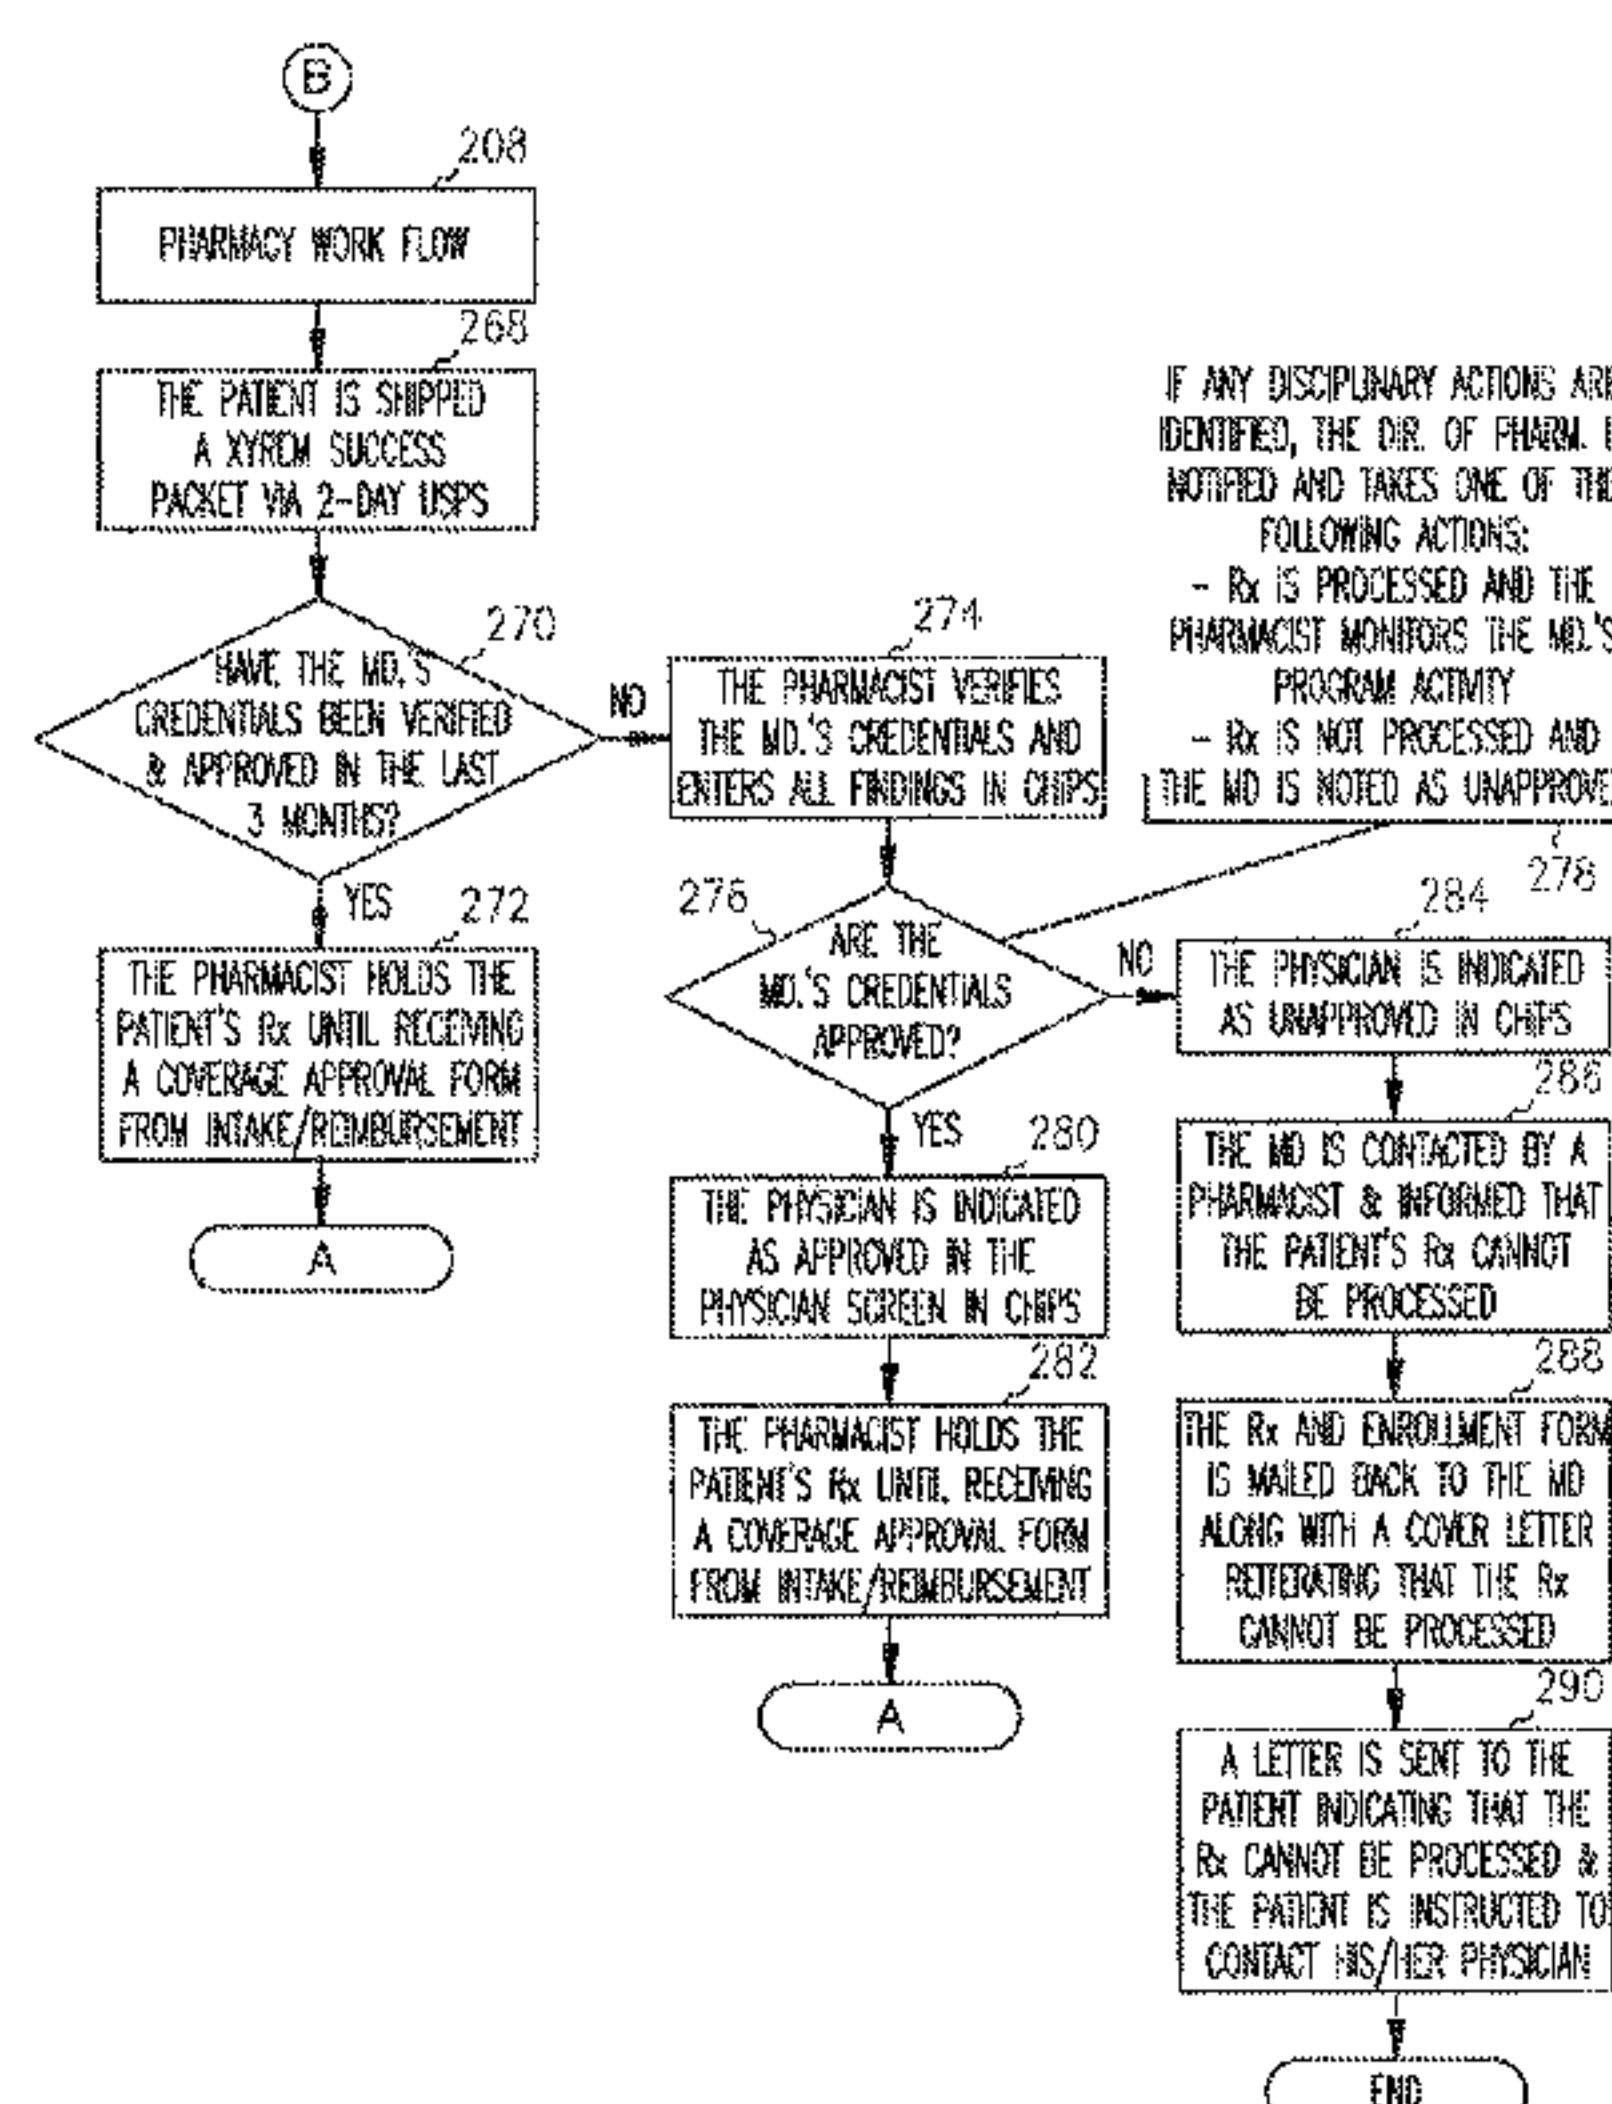 B
208
PHARMACY WORK FLOW
268
THE PATIENT IS SHIPPED
A XYREM SUCCESS
PACKET VIA 2-DAY USPS
270
HAVE THE MD.'S
CREDENTIALS BEEN VERIFIED
& APPROVED IN THE LAST
3 MONTHS?
NO
YES
272
THE PHARMACIST HOLDS THE
PATIENT'S Rx UNTIL RECEIVING
A COVERAGE APPROVAL FORM
FROM INTAKE/REIMBURSEMENT
A
274
THE PHARMACIST VERIFIES
THE MD.'S CREDENTIALS AND
ENTERS ALL FINDINGS IN CHIPS
276
ARE THE
MD.'S CREDENTIALS
APPROVED?
NO
YES
280
THE PHYSICIAN IS INDICATED
AS APPROVED IN THE
PHYSICIAN SCREEN IN CHIPS
282
THE PHARMACIST HOLDS THE
PATIENT'S Rx UNTIL RECEIVING
A COVERAGE APPROVAL FORM
FROM INTAKE/REIMBURSEMENT
A
IF ANY DISCIPLINARY ACTIONS ARE
IDENTIFIED, THE DIR. OF PHARM.
NOTIFIED AND TAKES ONE OF THE
FOLLOWING ACTIONS:
- Rx IS PROCESSED AND THE
PHARMACIST MONITORS THE MD.'S
PROGRAM ACTIVITY
- Rx IS NOT PROCESSED AND
THE MD IS NOTED AS UNAPPROVE
278
284
THE PHYSICIAN IS INDICATED
AS UNAPPROVED IN CHIPS
286
THE MD IS CONTACTED BY A
PHARMACIST & INFORMED THAT
THE PATIENT'S Rx CANNOT
BE PROCESSED
288
THE Rx AND ENROLLMENT FORM
IS MAILED BACK TO THE MD
ALONG WITH A COVER LETTER
REITERATING THAT THE Rx
CANNOT BE PROCESSED
290
A LETTER IS SENT TO THE
PATIENT INDICATING THAT THE
Rx CANNOT BE PROCESSED &
THE PATIENT IS INSTRUCTED TO
CONTACT HIS/HER PHYSICIAN
END